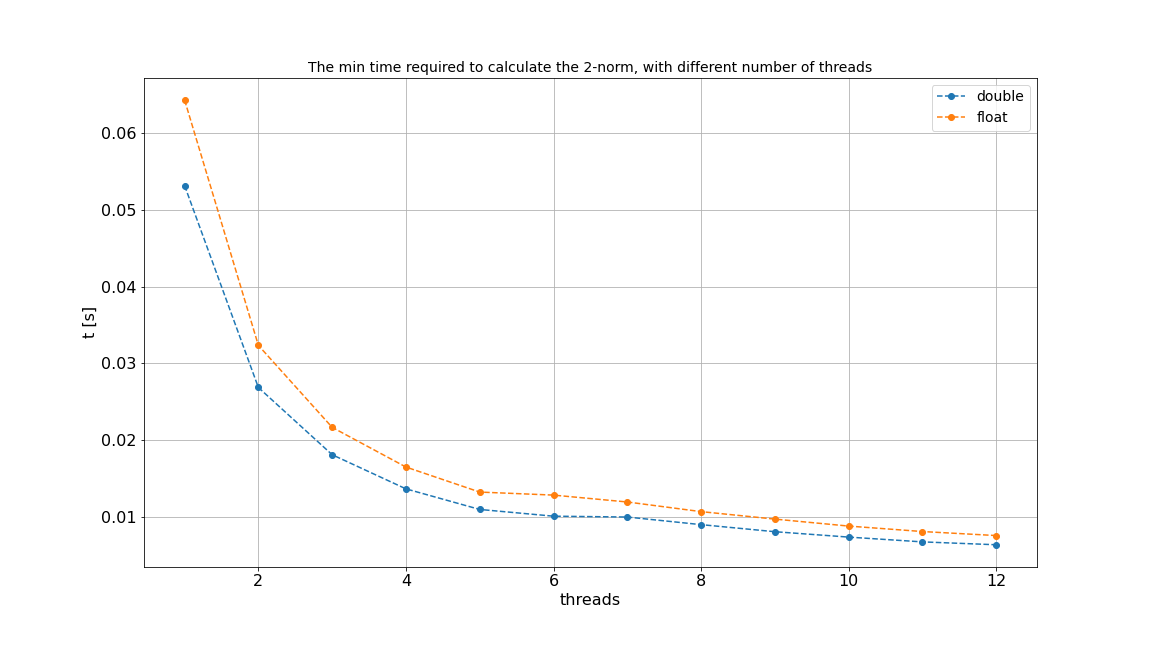 The min time required to calculate the 2-norm, with different number of threads
double
float
0.06
0.05
0.04
0.03
0.02
0.01
t [s]
2 4 6 8 10 12
threads